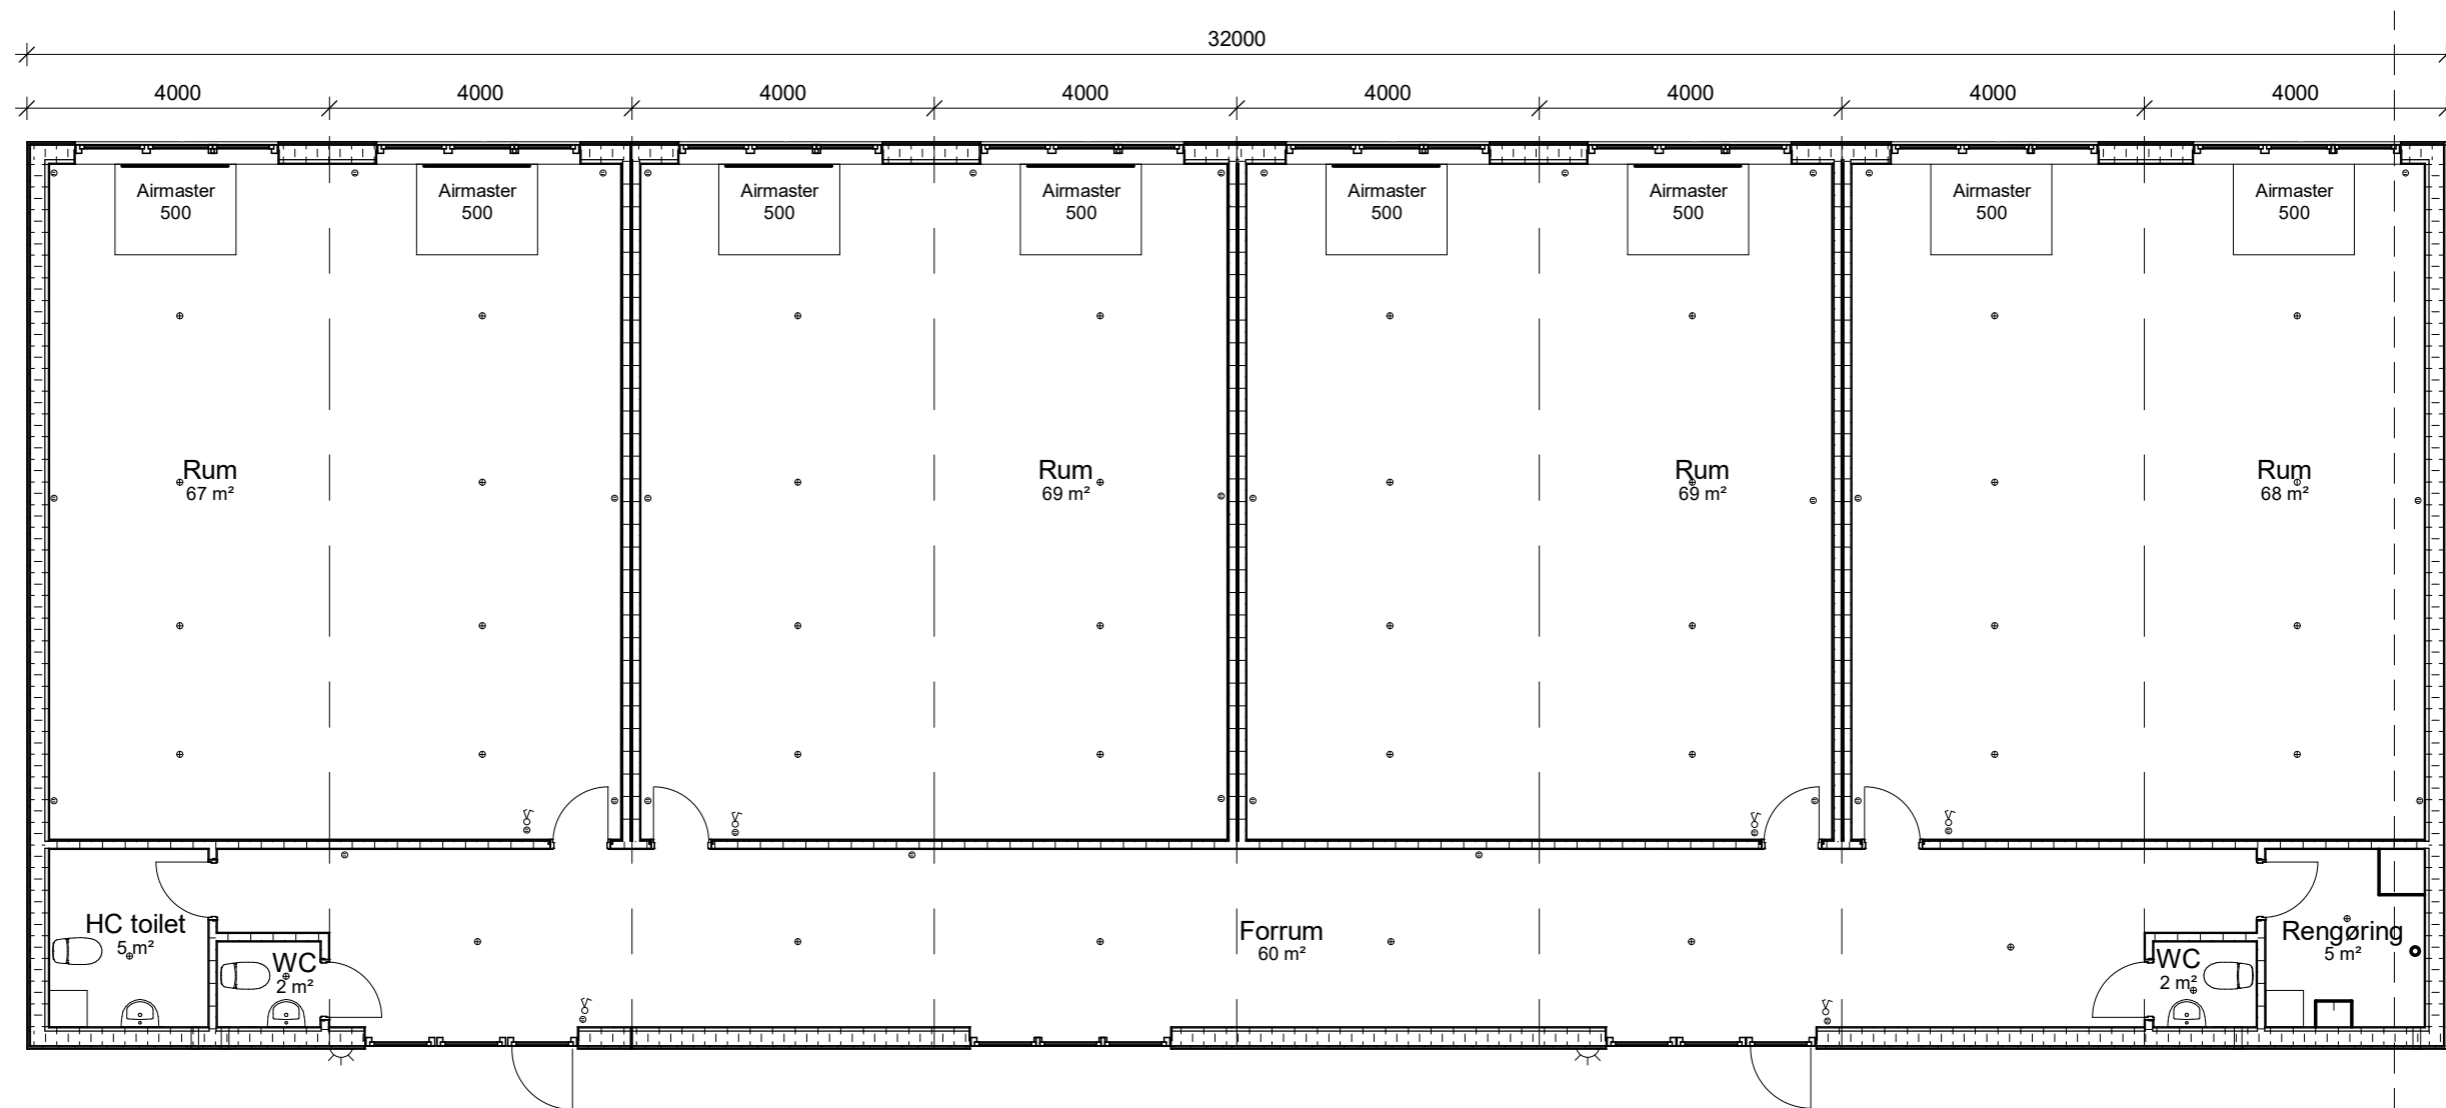 32000
4000 4000 4000 4000 4000 4000 4000 4000
Airmaster Airmaster Airmaster Airmaster Airmaster Airmaster Airmaster Airmaster
500 500 500 500 500 500 500 500
Rum Rum Rum Rum
67 m² 69 m² 69 m² 68 m²
HC toilet
5 m²
WC
2 m²
Forrum
60 m²
WC
2 m²
Rengøring
5 m²